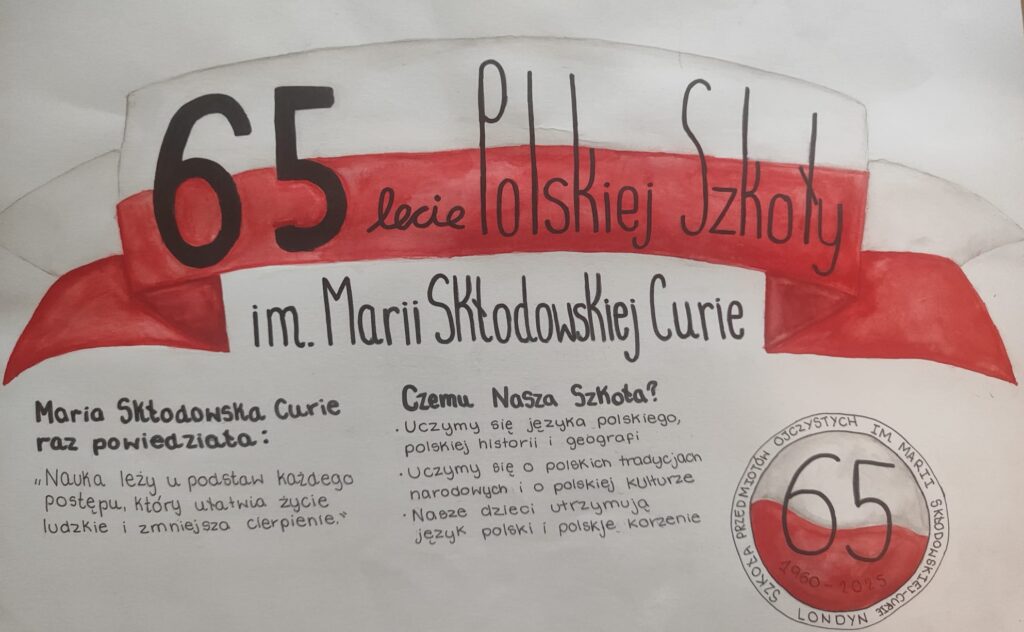 65 lecie Polskiej Szkoły
im. Marii Skłodowskiej Curie
Maria Skłodowska Curie
raz powiedziała:
„Nauka leży u podstaw każdego
postępu, który ułatwia życie
ludzkie i zmniejsza cierpienie."
Czemu Nasza Szkoła?
· Uczymy się języka polskiego,
polskiej historii i geografi
· Uczymy się o polskich tradycjach
narodowych i o polskiej kulturze
· Nasze dzieci utrzymują
język polski i polskje korzenie
SZKOŁA PRZEDMIOTÓW OJCZYSTYCH IM. MARII SKŁODOWSKIEJ-CURIE
65
1960-2025
LONDYN